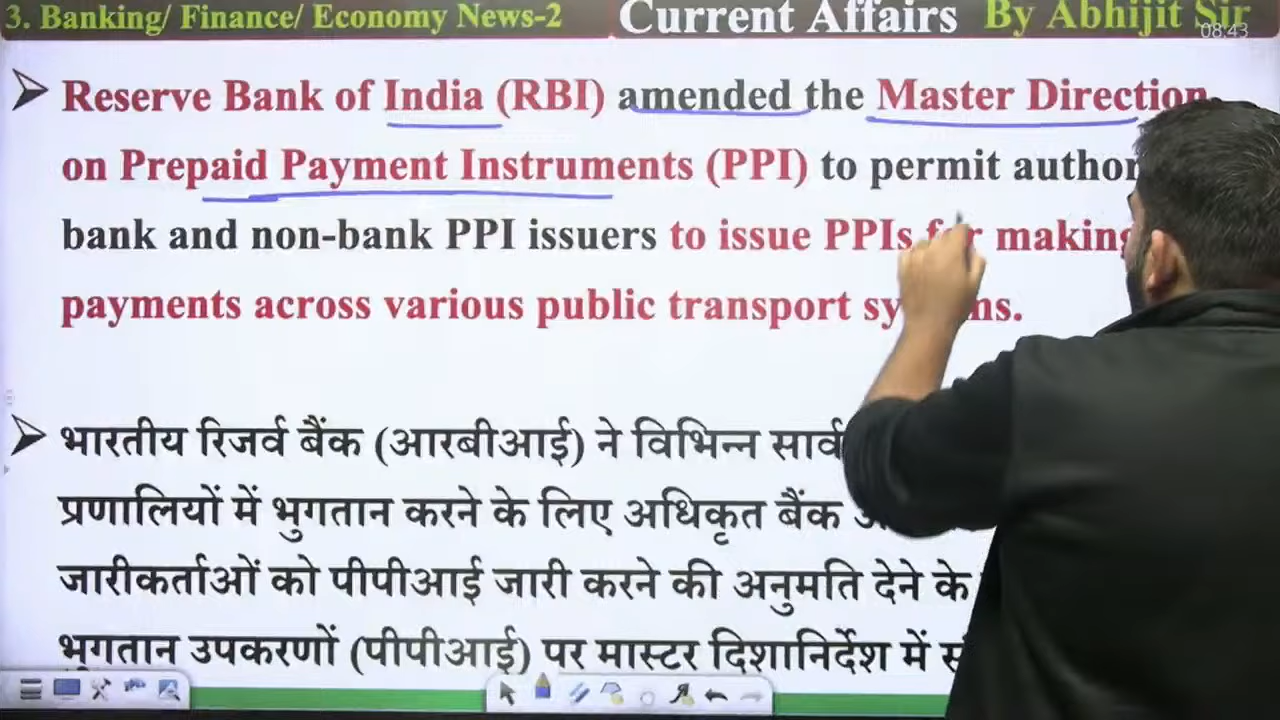 3. Banking/ Finance/ Economy News-2
Current Affairs
By Abhijit Sir
08:43
Reserve Bank of India (RBI) amended the Master Direction
on Prepaid Payment Instruments (PPI) to permit
bank and non-bank PPI issuers to issue PPIs for making
payments across various public transport
भारतीय रिजर्व बैंक (आरबीआई) ने विभिन्न
प्रणालियों में भुगतान करने के लिए अधिकृत बैंक
जारीकर्ताओं को पीपीआई जारी करने की अनुमति देने के
भुगतान उपकरणों (पीपीआई) पर मास्टर दिशानिर्देश में